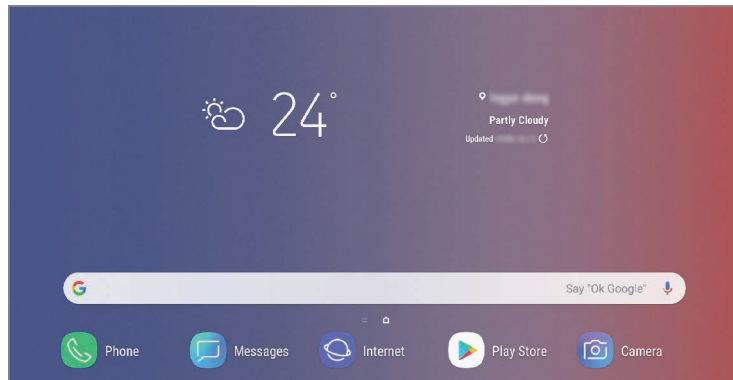 24°
Partly Cloudy
Updated
Say "Ok Google"
Phone
Messages
Internet
Play Store
Camera